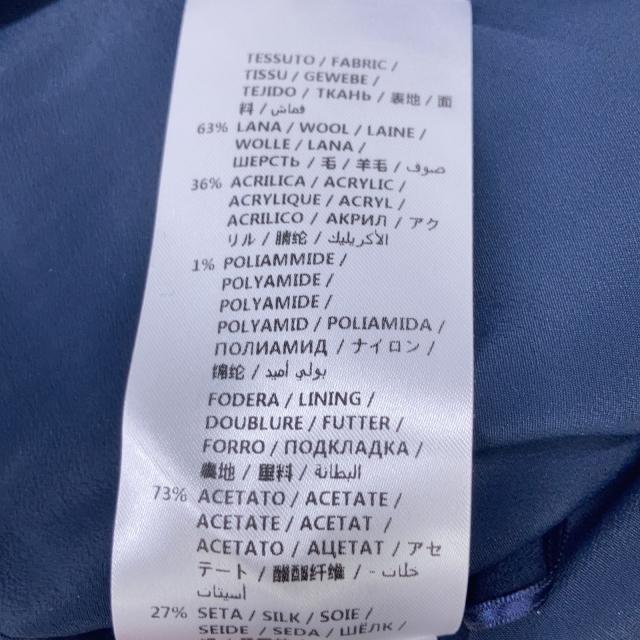 TESSUTO / FABRIC /
TISSU / GEWEBE /
TEJIDO / ТКАНЬ / 裏地 / 面
料 / قماش /
63% LANA / WOOL / LAINE /
WOLLE / LANA /
ШЕРСТЬ / 毛 / 羊毛 / صوف /
36% ACRILICA / ACRYLIC /
ACRYLIQUE / ACRYL /
ACRILICO / АКРИЛ / アク
リル / 腈纶 / الأكريليك /
1% POLIAMMIDE /
POLYAMIDE /
POLYAMIDE /
POLYAMID / POLIAMIDA /
ПОЛИАМИД / ナイロン /
锦纶 / بولي أميد /
FODERA / LINING /
DOUBLURE / FUTTER /
FORRO / ПОДКЛАДКА /
裏地 / 里料 / البطانة /
73% ACETATO / ACETATE /
ACETATE / ACETAT /
ACETATO / АЦЕТАТ / アセ
テート / 醋酸纤维 / - خلات
أسيتات /
27% SETA / SILK / SOIE /
SEIDE / SEDA / ШЁЛК /